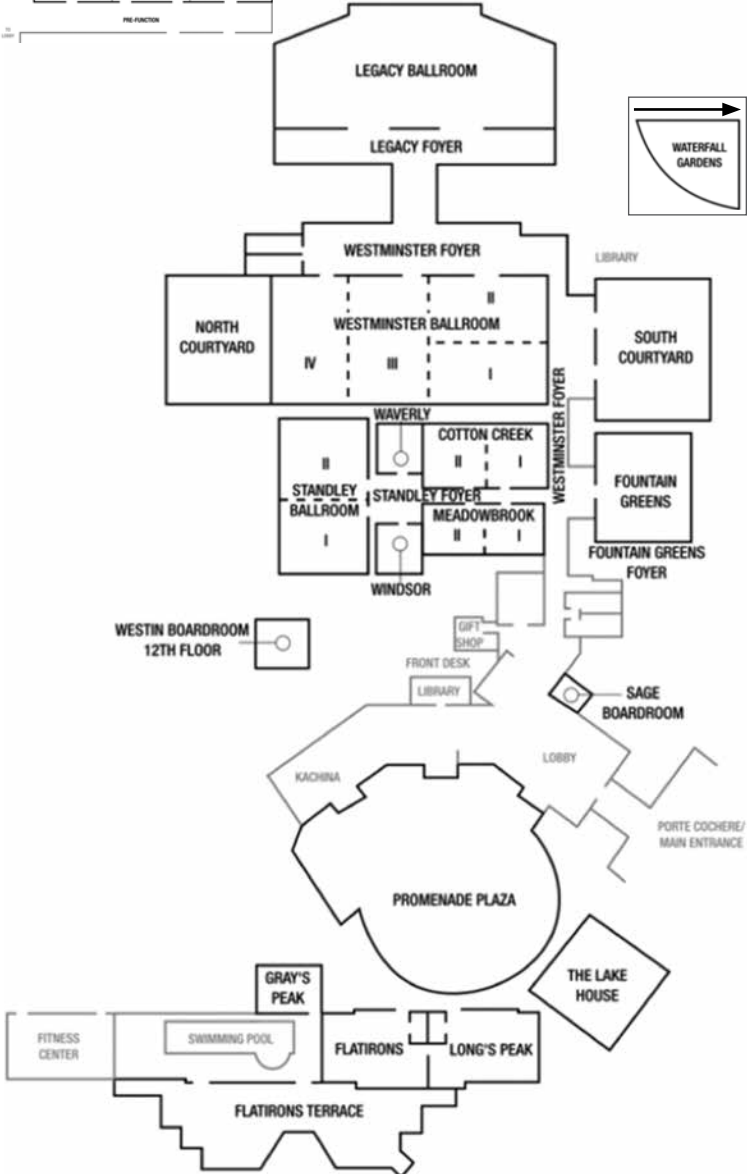 PRE-FUNCTION
TO
LOBBY
LEGACY BALLROOM
LEGACY FOYER
WATERFALL
GARDENS
WESTMINSTER FOYER
LIBRARY
NORTH
COURTYARD
WESTMINSTER BALLROOM
II
IV
III
I
SOUTH
COURTYARD
WESTMINSTER FOYER
WAVERLY
COTTON CREEK
II
I
II
STANDLEY
BALLROOM
I
STANDLEY FOYER
MEADOWBROOK
II
I
FOUNTAIN
GREENS
FOUNTAIN GREENS
FOYER
WINDSOR
WESTIN BOARDROOM
12TH FLOOR
GIFT
SHOP
FRONT DESK
LIBRARY
SAGE
BOARDROOM
LOBBY
KACHINA
PORTE COCHERE/
MAIN ENTRANCE
PROMENADE PLAZA
THE LAKE
HOUSE
GRAY'S
PEAK
FITNESS
CENTER
SWIMMING POOL
FLATIRONS
LONG'S PEAK
FLATIRONS TERRACE